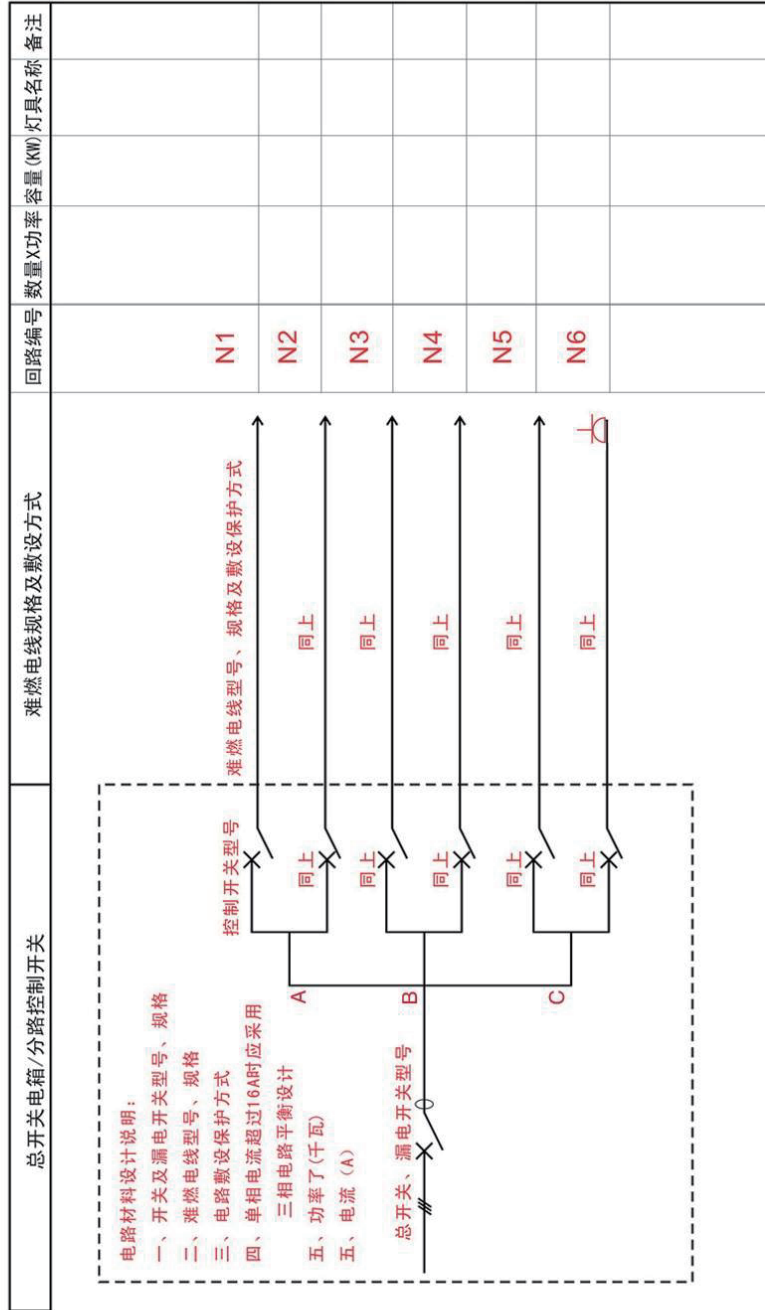 总开关电箱/分路控制开关
难燃电线规格及敷设方式
回路编号
数量X功率
容量(KW)
灯具名称
备注
电路材料设计说明：
一、开关及漏电开关型号、规格
二、难燃电线型号、规格
三、电路敷设保护方式
四、单相电流超过16A时应采用
三相电路平衡设计
五、功率了(千瓦)
五、电流（A）
总开关、漏电开关型号
A
B
C
控制开关型号
同上
同上
同上
同上
同上
难燃电线型号、规格及敷设保护方式
同上
同上
同上
同上
同上
N1
N2
N3
N4
N5
N6